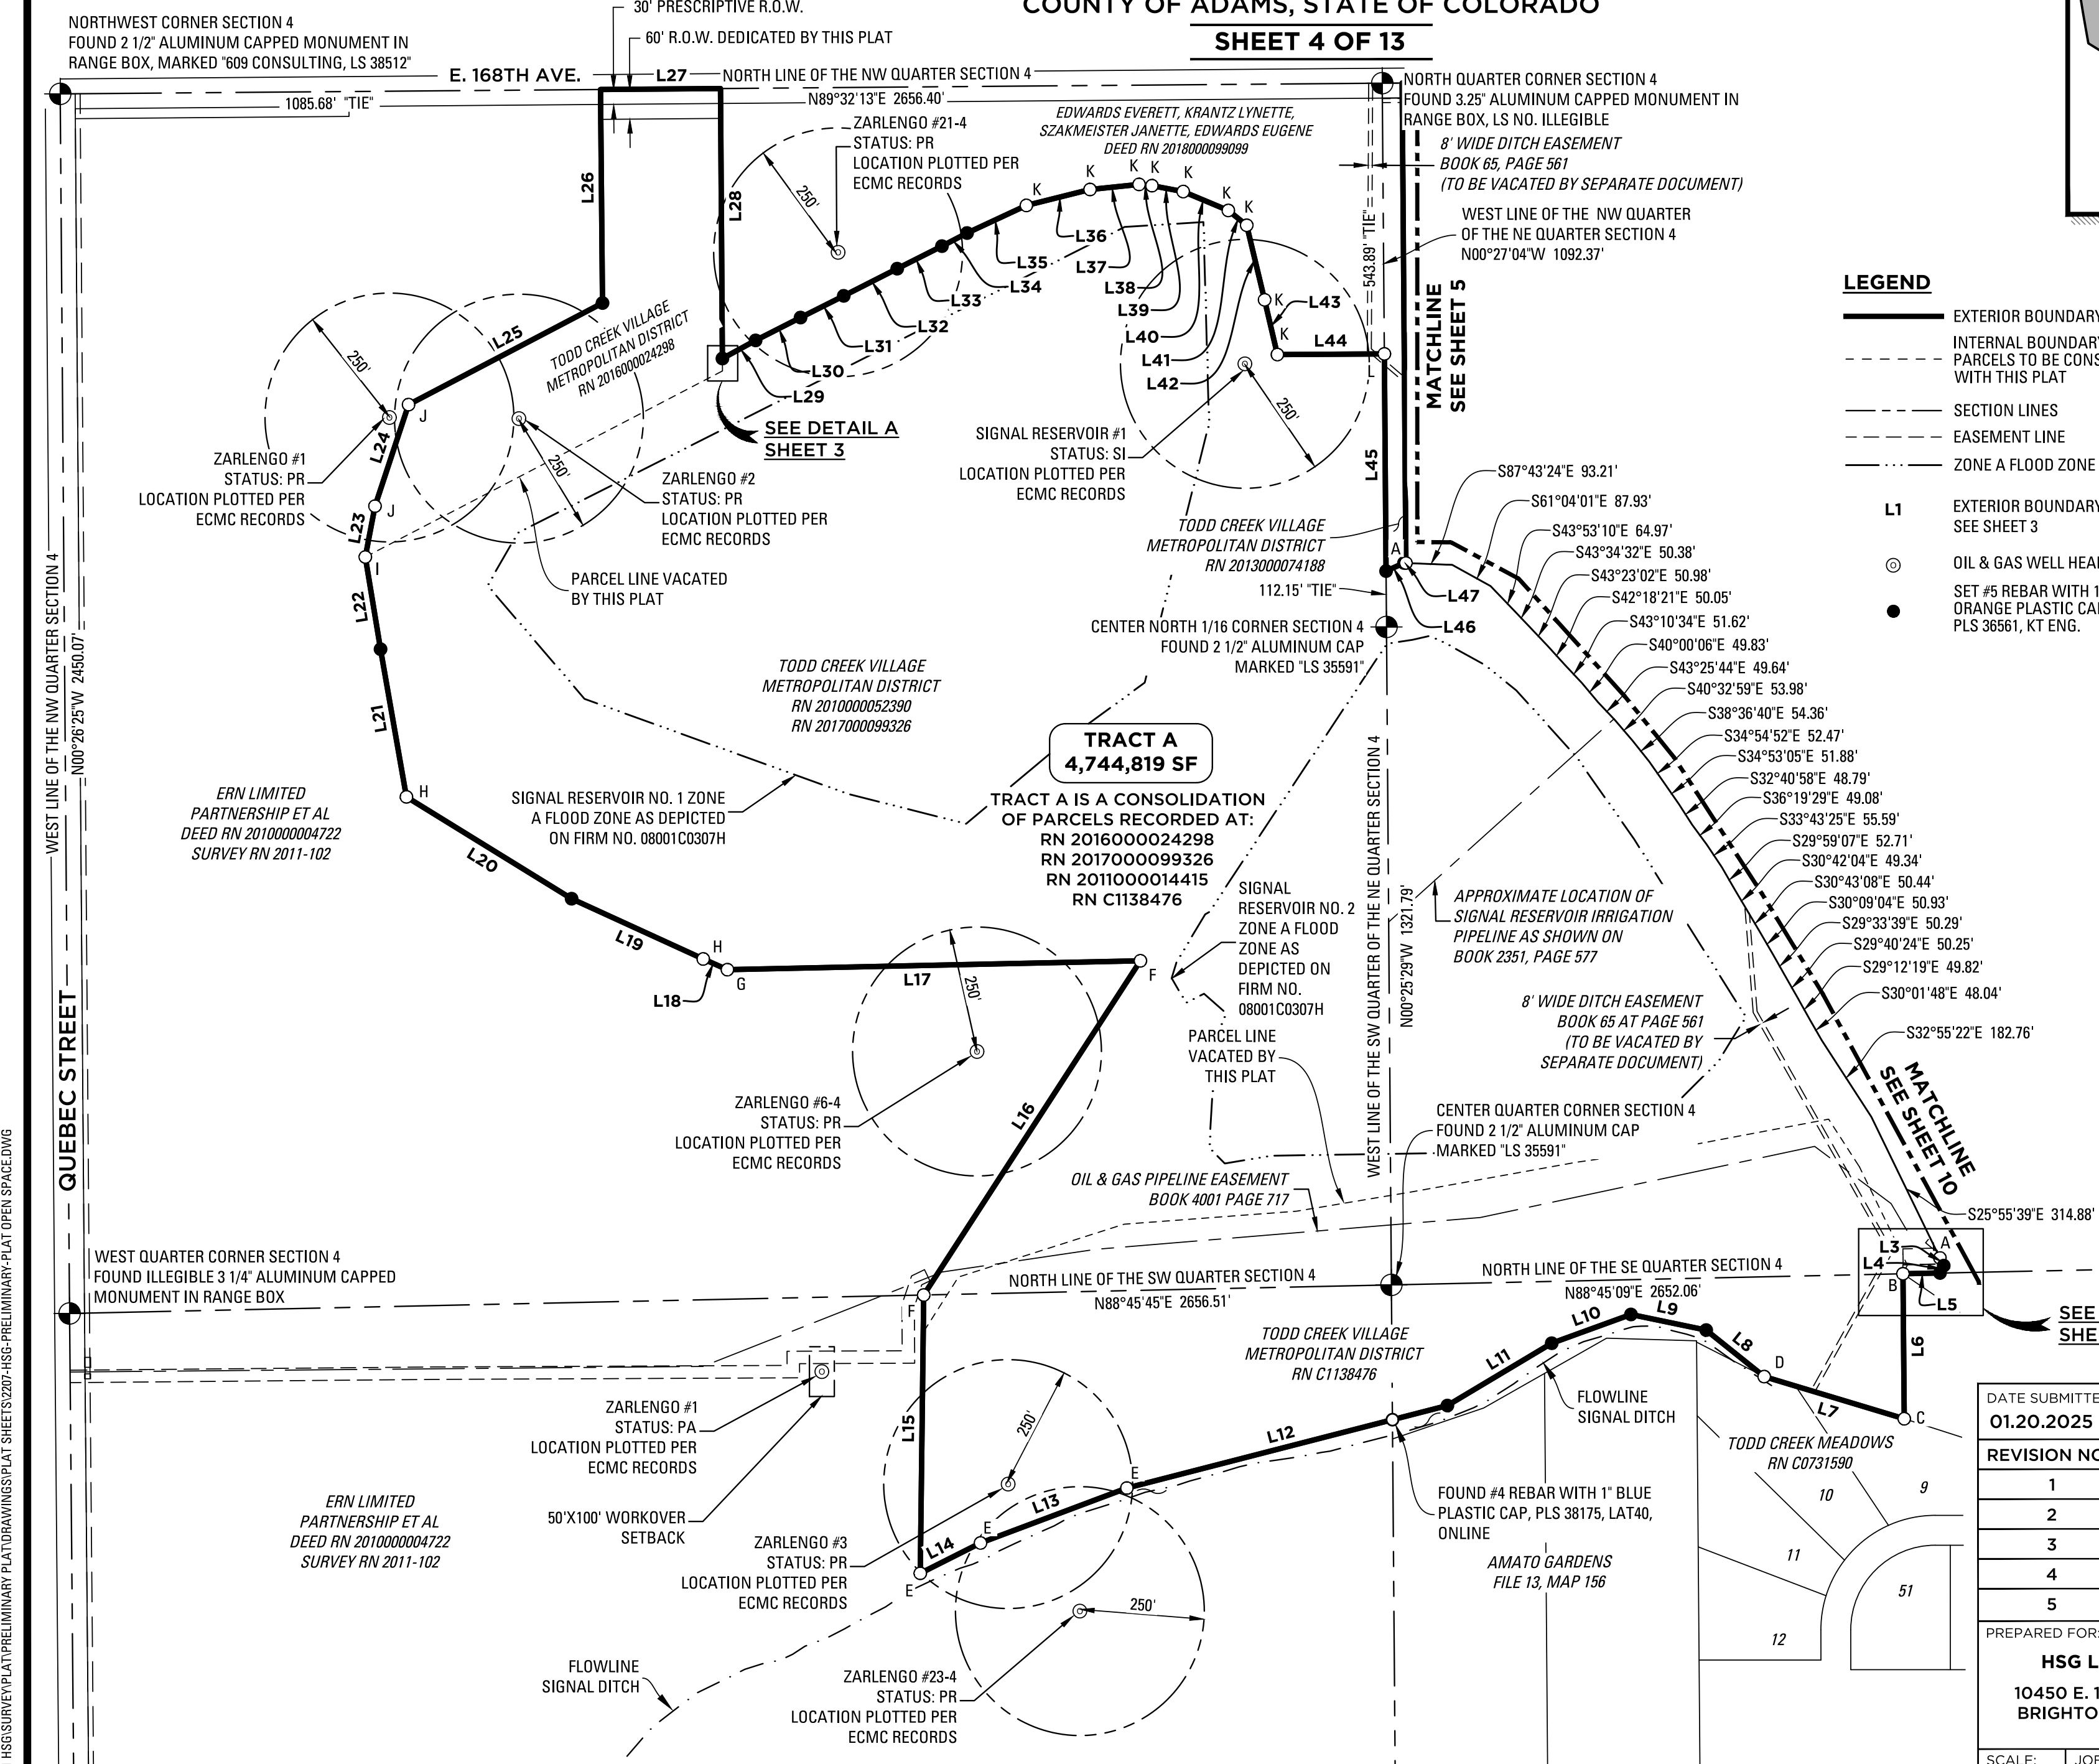 30' PRESCRIPTIVE R.O.W.
60' R.O.W. DEDICATED BY THIS PLAT
COUNTY OF ADAMS, STATE OF COLORADO
SHEET 4 OF 13
NORTHWEST CORNER SECTION 4
FOUND 2 1/2" ALUMINUM CAPPED MONUMENT IN
RANGE BOX, MARKED "609 CONSULTING, LS 38512"
E. 168TH AVE.
L27
NORTH LINE OF THE NW QUARTER SECTION 4
1085.68' "TIE"
N89°32'13"E 2656.40'
NORTH QUARTER CORNER SECTION 4
FOUND 3.25" ALUMINUM CAPPED MONUMENT IN
RANGE BOX, LS NO. ILLEGIBLE
8' WIDE DITCH EASEMENT
BOOK 65, PAGE 561
(TO BE VACATED BY SEPARATE DOCUMENT)
WEST LINE OF THE NW QUARTER
OF THE NE QUARTER SECTION 4
N00°27'04"W 1092.37'
543.89' "TIE"
MATCHLINE
SEE SHEET 5
EDWARDS EVERETT, KRANTZ LYNETTE,
SZAKMEISTER JANETTE, EDWARDS EUGENE
DEED RN 2018000099099
ZARLENGO #21-4
STATUS: PR
LOCATION PLOTTED PER
ECMC RECORDS
250'
L26
L28
L25
TODD CREEK VILLAGE
METROPOLITAN DISTRICT
RN 2016000024298
K
K
K
K
K
K
K
K
K
L
L36
L35
L37
L34
L38
L33
L39
L32
L40
L31
L41
L30
L42
L29
L43
L44
L45
SEE DETAIL A
SHEET 3
250'
J
L24
J
L23
I
250'
ZARLENGO #1
STATUS: PR
LOCATION PLOTTED PER
ECMC RECORDS
ZARLENGO #2
STATUS: PR
LOCATION PLOTTED PER
ECMC RECORDS
SIGNAL RESERVOIR #1
STATUS: SI
LOCATION PLOTTED PER
ECMC RECORDS
250'
PARCEL LINE VACATED
BY THIS PLAT
TODD CREEK VILLAGE
METROPOLITAN DISTRICT
RN 2013000074188
A
112.15' "TIE"
L47
L46
CENTER NORTH 1/16 CORNER SECTION 4
FOUND 2 1/2" ALUMINUM CAP
MARKED "LS 35591"
LEGEND
EXTERIOR BOUNDARY
INTERNAL BOUNDARY
PARCELS TO BE CONS
WITH THIS PLAT
SECTION LINES
EASEMENT LINE
ZONE A FLOOD ZONE
L1
EXTERIOR BOUNDARY
SEE SHEET 3
OIL & GAS WELL HEA
SET #5 REBAR WITH 1
ORANGE PLASTIC CA
PLS 36561, KT ENG.
S87°43'24"E 93.21'
S61°04'01"E 87.93'
S43°53'10"E 64.97'
S43°34'32"E 50.38'
S43°23'02"E 50.98'
S42°18'21"E 50.05'
S43°10'34"E 51.62'
S40°00'06"E 49.83'
S43°25'44"E 49.64'
S40°32'59"E 53.98'
S38°36'40"E 54.36'
S34°54'52"E 52.47'
S34°53'05"E 51.88'
S32°40'58"E 48.79'
S36°19'29"E 49.08'
S33°43'25"E 55.59'
S29°59'07"E 52.71'
S30°42'04"E 49.34'
S30°43'08"E 50.44'
S30°09'04"E 50.93'
S29°33'39"E 50.29'
S29°40'24"E 50.25'
S29°12'19"E 49.82'
S30°01'48"E 48.04'
S32°55'22"E 182.76'
MATCHLINE
SEE SHEET 10
S25°55'39"E 314.88'
L22
L21
H
L20
L19
H
L18
G
L17
F
WEST LINE OF THE NW QUARTER SECTION 4
N00°26'25"W 2450.07'
QUEBEC STREET
ERN LIMITED
PARTNERSHIP ET AL
DEED RN 2010000004722
SURVEY RN 2011-102
TODD CREEK VILLAGE
METROPOLITAN DISTRICT
RN 2010000052390
RN 2017000099326
SIGNAL RESERVOIR NO. 1 ZONE
A FLOOD ZONE AS DEPICTED
ON FIRM NO. 08001C0307H
TRACT A
4,744,819 SF
TRACT A IS A CONSOLIDATION
OF PARCELS RECORDED AT:
RN 2016000024298
RN 2017000099326
RN 2011000014415
RN C1138476
SIGNAL
RESERVOIR NO. 2
ZONE A FLOOD
ZONE AS
DEPICTED ON
FIRM NO.
08001C0307H
WEST LINE OF THE SW QUARTER OF THE NE QUARTER SECTION 4
N00°25'29"W 1321.79'
APPROXIMATE LOCATION OF
SIGNAL RESERVOIR IRRIGATION
PIPELINE AS SHOWN ON
BOOK 2351, PAGE 577
8' WIDE DITCH EASEMENT
BOOK 65 AT PAGE 561
(TO BE VACATED BY
SEPARATE DOCUMENT)
PARCEL LINE
VACATED BY
THIS PLAT
250'
ZARLENGO #6-4
STATUS: PR
LOCATION PLOTTED PER
ECMC RECORDS
L16
CENTER QUARTER CORNER SECTION 4
FOUND 2 1/2" ALUMINUM CAP
MARKED "LS 35591"
OIL & GAS PIPELINE EASEMENT
BOOK 4001 PAGE 717
WEST QUARTER CORNER SECTION 4
FOUND ILLEGIBLE 3 1/4" ALUMINUM CAPPED
MONUMENT IN RANGE BOX
NORTH LINE OF THE SW QUARTER SECTION 4
N88°45'45"E 2656.51'
NORTH LINE OF THE SE QUARTER SECTION 4
N88°45'09"E 2652.06'
F
L3
A
L4
B
L5
L6
SEE
SHE
L10
L9
L8
L11
D
L7
C
TODD CREEK VILLAGE
METROPOLITAN DISTRICT
RN C1138476
FLOWLINE
SIGNAL DITCH
TODD CREEK MEADOWS
RN C0731590
ZARLENGO #1
STATUS: PA
LOCATION PLOTTED PER
ECMC RECORDS
50'X100' WORKOVER
SETBACK
L15
250'
L12
E
L13
E
L14
E
ZARLENGO #3
STATUS: PR
LOCATION PLOTTED PER
ECMC RECORDS
ERN LIMITED
PARTNERSHIP ET AL
DEED RN 2010000004722
SURVEY RN 2011-102
FOUND #4 REBAR WITH 1" BLUE
PLASTIC CAP, PLS 38175, LAT40,
ONLINE
AMATO GARDENS
FILE 13, MAP 156
9
10
11
12
51
250'
ZARLENGO #23-4
STATUS: PR
LOCATION PLOTTED PER
ECMC RECORDS
FLOWLINE
SIGNAL DITCH
DATE SUBMITTE
01.20.2025
REVISION NO
1
2
3
4
5
PREPARED FOR:
HSG L
10450 E. 1
BRIGHTO
SCALE:
JOB
HSG\SURVEY\PLAT\PRELIMINARY PLAT\DRAWINGS\PLAT SHEETS\2207-HSG-PRELIMINARY-PLAT OPEN SPACE.DWG